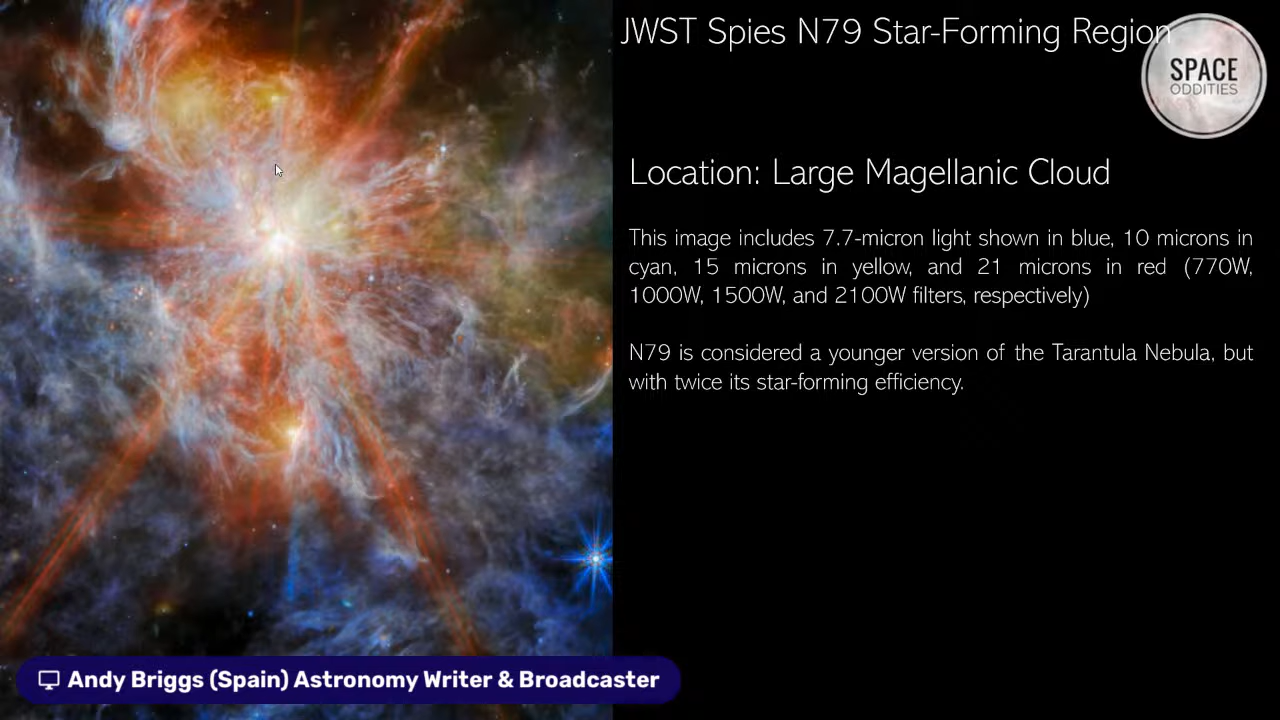 JWST Spies N79 Star-Forming Region
SPACE
ODDITIES
Location: Large Magellanic Cloud
This image includes 7.7-micron light shown in blue, 10 microns in
cyan, 15 microns in yellow, and 21 microns in red (770W,
1000W, 1500W, and 2100W filters, respectively)
N79 is considered a younger version of the Tarantula Nebula, but
with twice its star-forming efficiency.
Andy Briggs (Spain) Astronomy Writer & Broadcaster